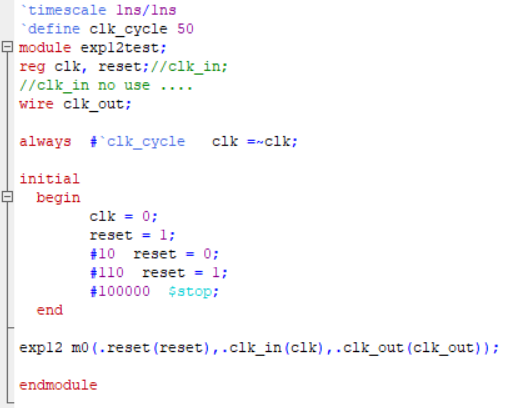 `timescale 1ns/1ns
`define clk_cycle 50
module exp12test;
reg clk, reset;//clk_in;
//clk_in no use ....
wire clk_out;
always  #`clk_cycle   clk =~clk;
initial
begin
clk = 0;
reset = 1;
#10  reset = 0;
#110  reset = 1;
#100000  $stop;
end
exp12 m0(.reset(reset),.clk_in(clk),.clk_out(clk_out));
endmodule